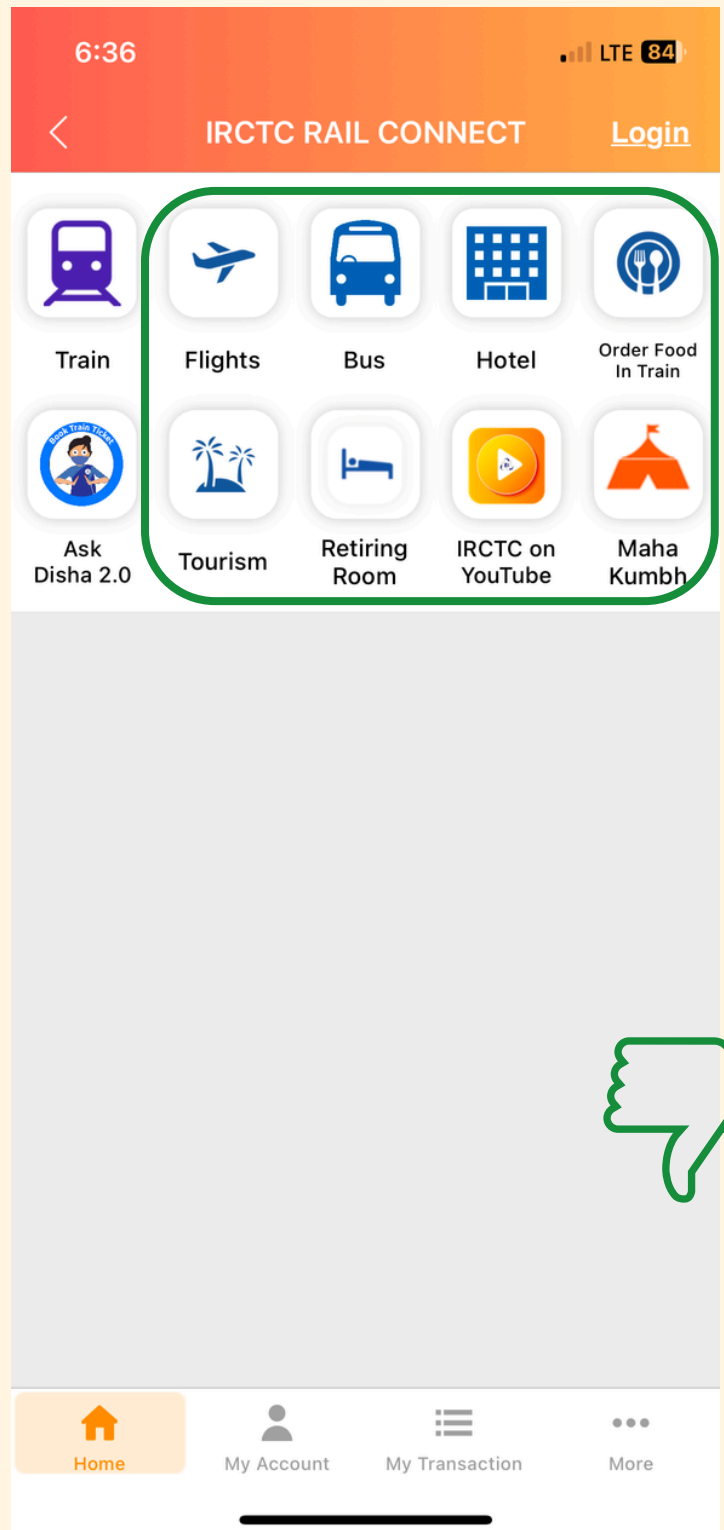 6:36
LTE 84
IRCTC RAIL CONNECT
Login
Train
Flights
Bus
Hotel
Order Food
In Train
Book Train Ticket
Ask
Disha 2.0
Tourism
Retiring
Room
IRCTC on
YouTube
Maha
Kumbh
Home
My Account
My Transaction
More